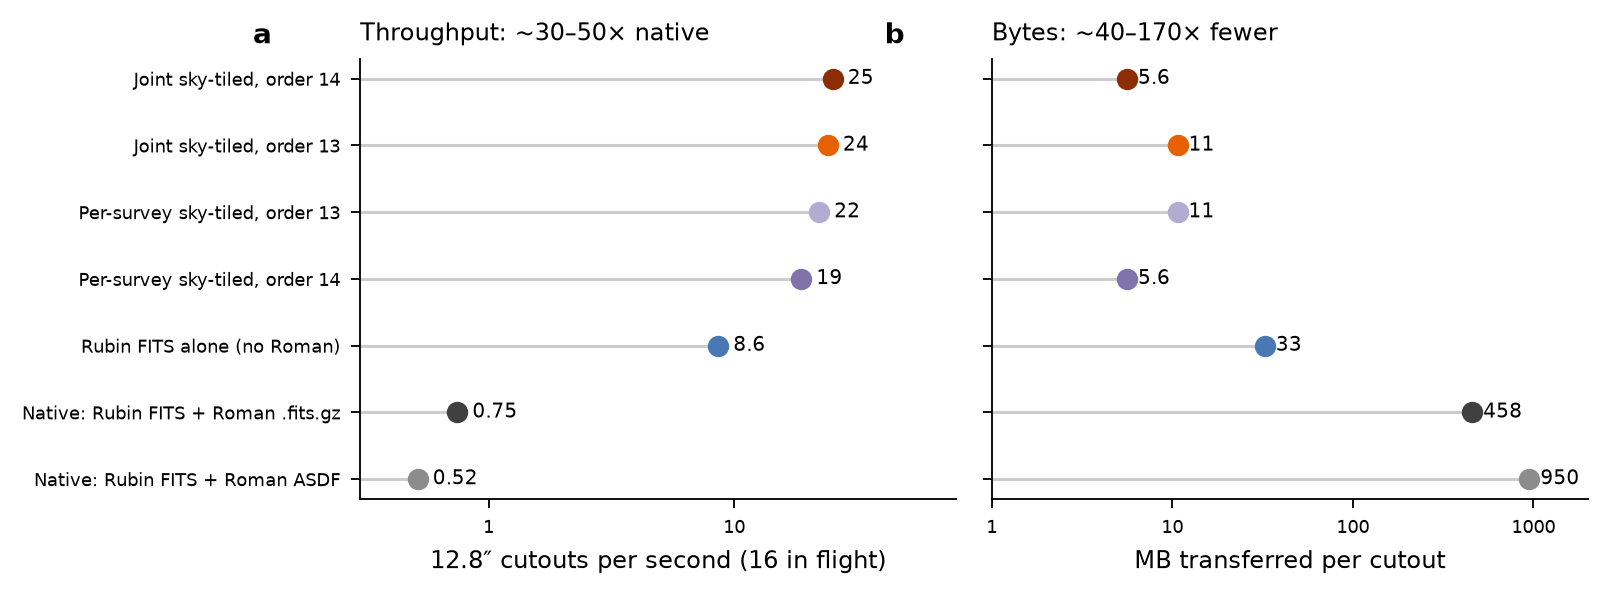 a Throughput: ~30–50× native
Joint sky-tiled, order 14 25
Joint sky-tiled, order 13 24
Per-survey sky-tiled, order 13 22
Per-survey sky-tiled, order 14 19
Rubin FITS alone (no Roman) 8.6
Native: Rubin FITS + Roman .fits.gz 0.75
Native: Rubin FITS + Roman ASDF 0.52
1 10
12.8″ cutouts per second (16 in flight)
b Bytes: ~40–170× fewer
5.6
11
11
5.6
33
458
950
1 10 100 1000
MB transferred per cutout